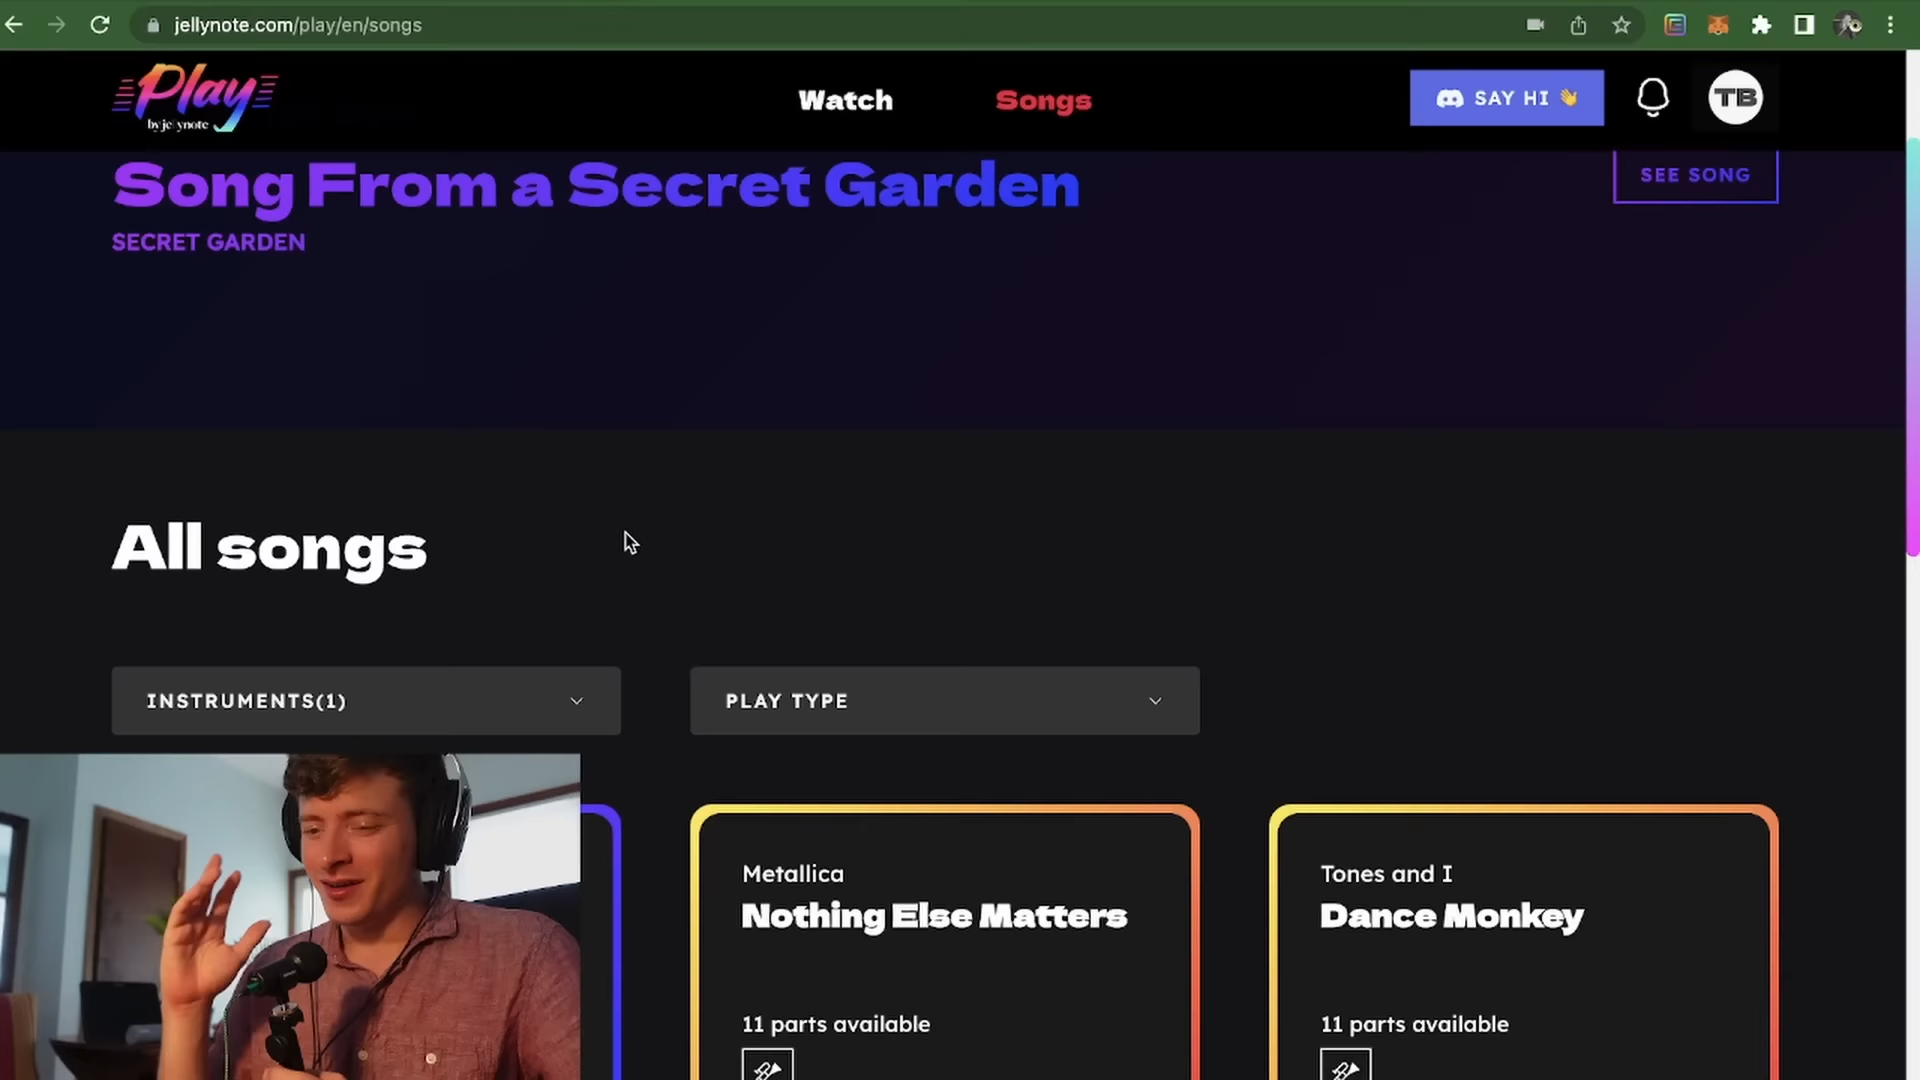 jellynote.com/play/en/songs
Play
by jellynote
Watch
Songs
SAY HI 👋
TB
Song From a Secret Garden
SEE SONG
SECRET GARDEN
All songs
INSTRUMENTS(1)
PLAY TYPE
Metallica
Nothing Else Matters
11 parts available
Tones and I
Dance Monkey
11 parts available